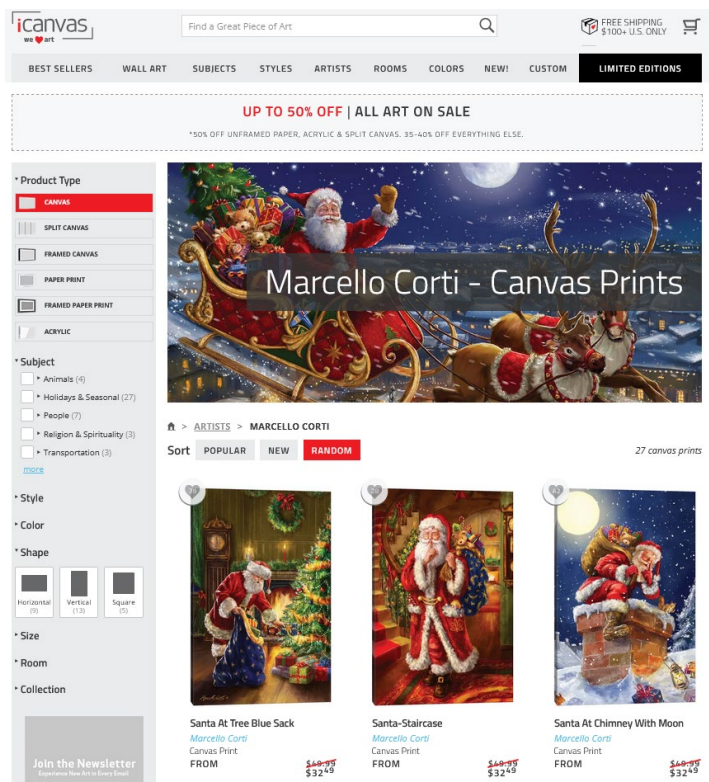 icanvas
we art
Find a Great Piece of Art
FREE SHIPPING
$100+ U.S. ONLY
BEST SELLERS WALL ART SUBJECTS STYLES ARTISTS ROOMS COLORS NEW! CUSTOM LIMITED EDITIONS
UP TO 50% OFF | ALL ART ON SALE
*50% OFF UNFRAMED PAPER, ACRYLIC & SPLIT CANVAS. 35-40% OFF EVERYTHING ELSE.
Product Type
CANVAS
SPLIT CANVAS
FRAMED CANVAS
PAPER PRINT
FRAMED PAPER PRINT
ACRYLIC
Subject
Animals (4)
Holidays & Seasonal (27)
People (7)
Religion & Spirituality (3)
Transportation (3)
more
Style
Color
Shape
Horizontal Vertical Square
(9) (13) (5)
Size
Room
Collection
Join the Newsletter
Experience New Art in Every Email
Marcello Corti - Canvas Prints
> ARTISTS > MARCELLO CORTI
Sort POPULAR NEW RANDOM
27 canvas prints
Santa At Tree Blue Sack
Marcello Corti
Canvas Print
FROM $49.99
$32.49
Santa-Staircase
Marcello Corti
Canvas Print
FROM $49.99
$32.49
Santa At Chimney With Moon
Marcello Corti
Canvas Print
FROM $49.99
$32.49